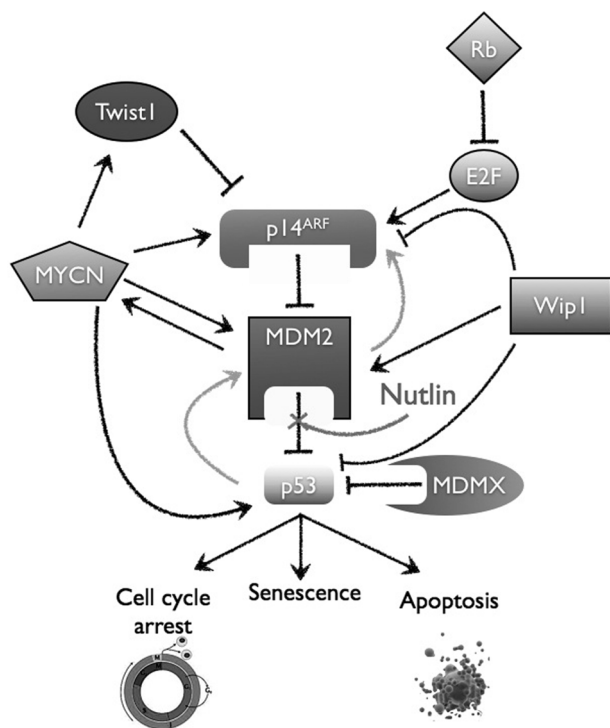 Rb
Twist1
E2F
p14ARF
MYCN
Wip1
MDM2
Nutlin
p53
MDMX
Cell cycle
arrest
Senescence
Apoptosis